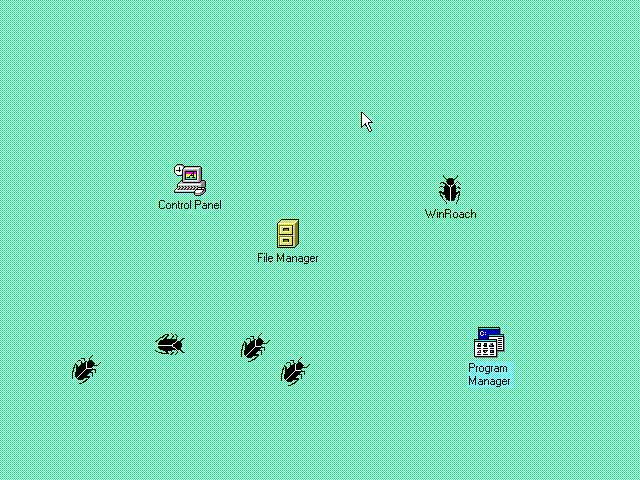 Control Panel
WinRoach
File Manager
Program
Manager